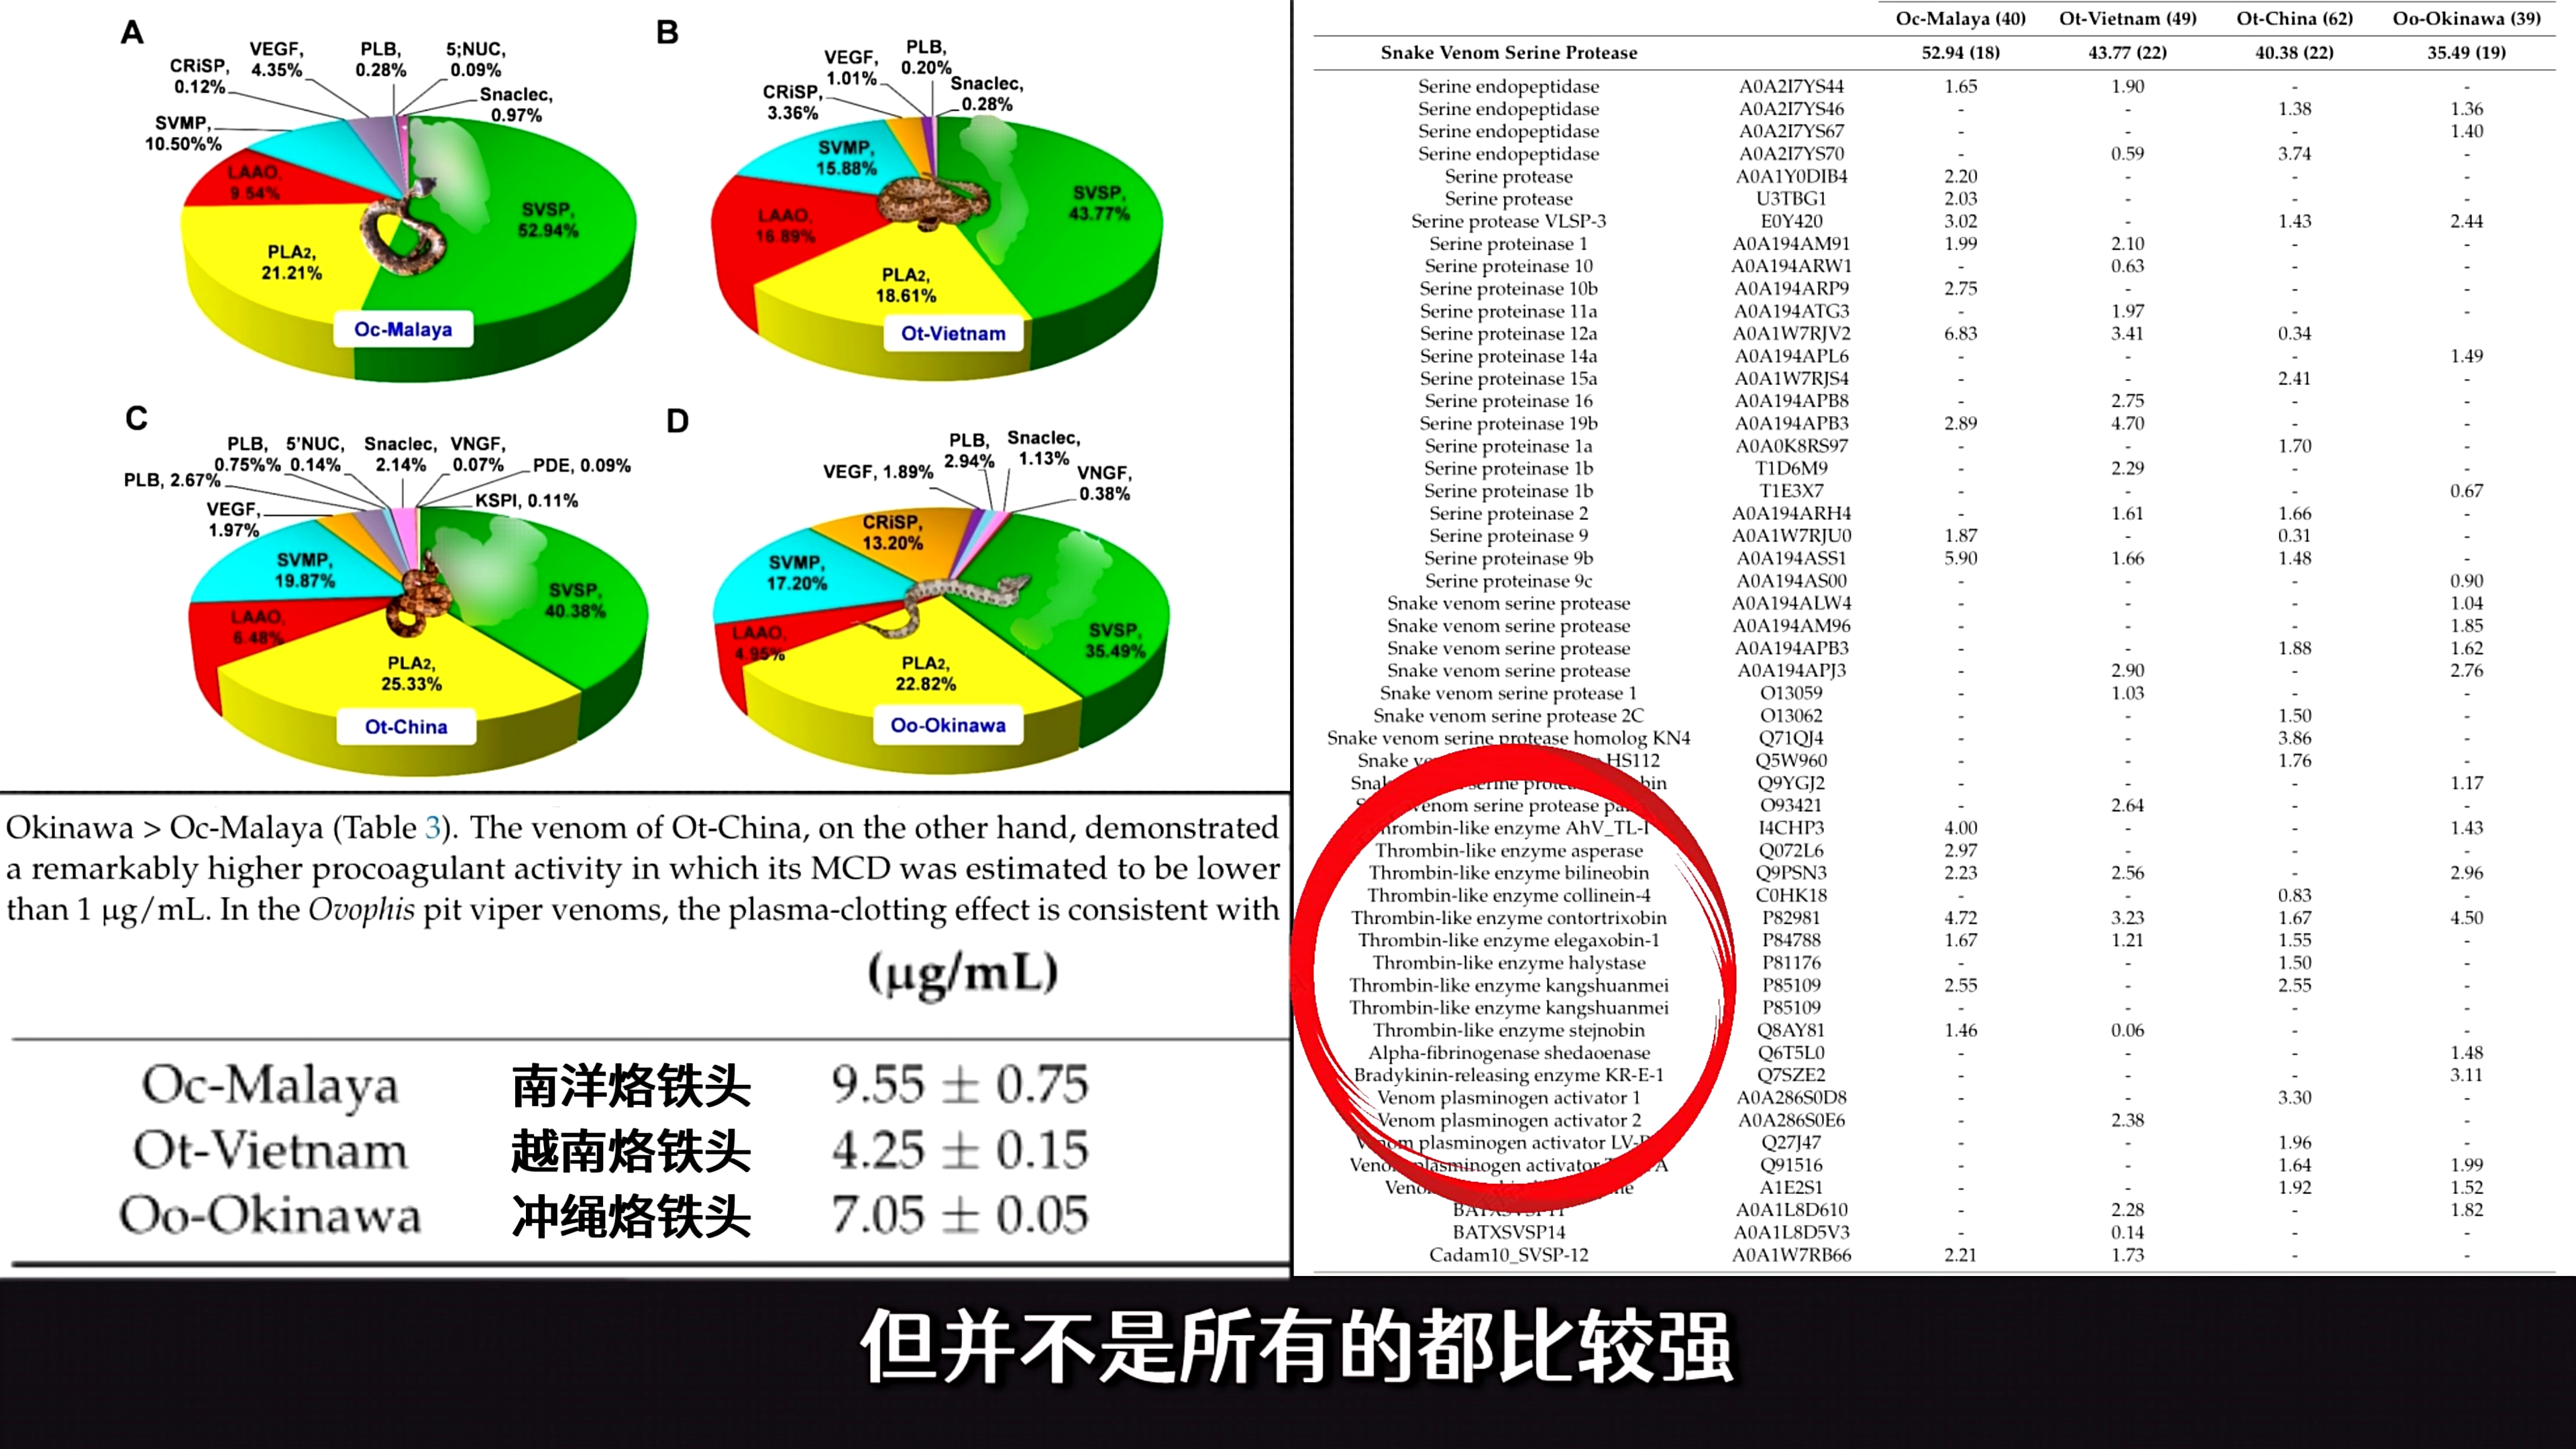 A
CRiSP,
0.12%
VEGF,
4.35%
PLB,
0.28%
5;NUC,
0.09%
Snaclec,
0.97%
SVMP,
10.50%%
LAAO,
9.54%
PLA2,
21.21%
SVSP,
52.94%
Oc-Malaya
B
CRiSP,
3.36%
VEGF,
1.01%
PLB,
0.20%
Snaclec,
0.28%
SVMP,
15.88%
LAAO,
16.89%
PLA2,
18.61%
SVSP,
43.77%
Ot-Vietnam
C
PLB, 2.67%
PLB,
0.75%%
5'NUC,
0.14%
Snaclec,
2.14%
VNGF,
0.07%
PDE, 0.09%
KSPI, 0.11%
VEGF,
1.97%
SVMP,
19.87%
LAAO,
6.48%
PLA2,
25.33%
SVSP,
40.38%
Ot-China
D
VEGF, 1.89%
PLB,
2.94%
Snaclec,
1.13%
VNGF,
0.38%
CRiSP,
13.20%
SVMP,
17.20%
LAAO,
4.95%
PLA2,
22.82%
SVSP,
35.49%
Oo-Okinawa
Okinawa > Oc-Malaya (Table 3). The venom of Ot-China, on the other hand, demonstrated
a remarkably higher procoagulant activity in which its MCD was estimated to be lower
than 1 μg/mL. In the Ovophis pit viper venoms, the plasma-clotting effect is consistent with
(μg/mL)
Oc-Malaya 南洋烙铁头 9.55 ± 0.75
Ot-Vietnam 越南烙铁头 4.25 ± 0.15
Oo-Okinawa 冲绳烙铁头 7.05 ± 0.05
Oc-Malaya (40) Ot-Vietnam (49) Ot-China (62) Oo-Okinawa (39)
Snake Venom Serine Protease 52.94 (18) 43.77 (22) 40.38 (22) 35.49 (19)
Serine endopeptidase A0A2I7YS44 1.65 1.90 - -
Serine endopeptidase A0A2I7YS46 - - 1.38 1.36
Serine endopeptidase A0A2I7YS67 - - - 1.40
Serine endopeptidase A0A2I7YS70 - 0.59 3.74 -
Serine protease A0A1Y0DIB4 2.20 - - -
Serine protease U3TBG1 2.03 - - -
Serine protease VLSP-3 E0Y420 3.02 - 1.43 2.44
Serine proteinase 1 A0A194AM91 1.99 2.10 - -
Serine proteinase 10 A0A194ARW1 - 0.63 - -
Serine proteinase 10b A0A194ARP9 2.75 - - -
Serine proteinase 11a A0A194ATG3 - 1.97 - -
Serine proteinase 12a A0A1W7RJV2 6.83 3.41 0.34 -
Serine proteinase 14a A0A194APL6 - - - 1.49
Serine proteinase 15a A0A1W7RJS4 - - 2.41 -
Serine proteinase 16 A0A194APB8 - 2.75 - -
Serine proteinase 19b A0A194APB3 2.89 4.70 - -
Serine proteinase 1a A0A0K8RS97 - - 1.70 -
Serine proteinase 1b T1D6M9 - 2.29 - -
Serine proteinase 1b T1E3X7 - - - 0.67
Serine proteinase 2 A0A194ARH4 - 1.61 1.66 -
Serine proteinase 9 A0A1W7RJU0 1.87 - 0.31 -
Serine proteinase 9b A0A194ASS1 5.90 1.66 1.48 -
Serine proteinase 9c A0A194AS00 - - - 0.90
Snake venom serine protease A0A194ALW4 - - - 1.04
Snake venom serine protease A0A194AM96 - - - 1.85
Snake venom serine protease A0A194APB3 - - 1.88 1.62
Snake venom serine protease A0A194APJ3 - 2.90 - 2.76
Snake venom serine protease 1 O13059 - 1.03 - -
Snake venom serine protease 2C O13062 - - 1.50 -
Snake venom serine protease homolog KN4 Q71QJ4 - - 3.86 -
Snake HS112 Q5W960 - - 1.76 -
serine Q9YGJ2 - - - 1.17
venom serine protease O93421 - 2.64 - -
Thrombin-like enzyme AhV_TL-I I4CHP3 4.00 - - 1.43
Thrombin-like enzyme asperase Q072L6 2.97 - - -
Thrombin-like enzyme bilineobin Q9PSN3 2.23 2.56 - 2.96
Thrombin-like enzyme collinein-4 C0HK18 - - 0.83 -
Thrombin-like enzyme contortrixobin P82981 4.72 3.23 1.67 4.50
Thrombin-like enzyme elegaxobin-1 P84788 1.67 1.21 1.55 -
Thrombin-like enzyme halystase P81176 - - 1.50 -
Thrombin-like enzyme kangshuanmei P85109 2.55 - 2.55 -
Thrombin-like enzyme kangshuanmei P85109 - - - -
Thrombin-like enzyme stejnobin Q8AY81 1.46 0.06 - -
Alpha-fibrinogenase shedaoenase Q6T5L0 - - - 1.48
Bradykinin-releasing enzyme KR-E-1 Q7SZE2 - - - 3.11
Venom plasminogen activator 1 A0A286S0D8 - - 3.30 -
Venom plasminogen activator 2 A0A286S0E6 - 2.38 - -
Venom plasminogen activator Q27J47 - - 1.96 -
Venom plasminogen activator Q91516 - - 1.64 1.99
A1E2S1 - - 1.92 1.52
A0A1L8D610 - 2.28 - 1.82
BATXSVSP14 A0A1L8D5V3 - 0.14 - -
Cadam10_SVSP-12 A0A1W7RB66 2.21 1.73 - -
但并不是所有的都比较强